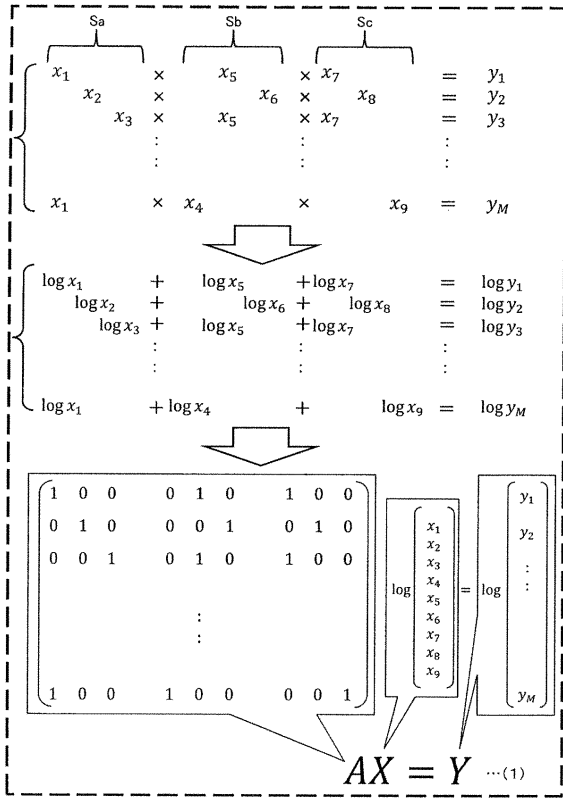 Sa Sb Sc
x₁ × x₅ × x₇ = y₁
x₂ × x₆ × x₈ = y₂
x₃ × x₅ × x₇ = y₃
⋮ ⋮ ⋮
x₁ × x₄ × x₉ = y_M
log x₁ + log x₅ + log x₇ = log y₁
log x₂ + log x₆ + log x₈ = log y₂
log x₃ + log x₅ + log x₇ = log y₃
⋮ ⋮ ⋮
log x₁ + log x₄ + log x₉ = log y_M
1 0 0 0 1 0 1 0 0
0 1 0 0 0 1 0 1 0
0 0 1 0 1 0 1 0 0
⋮
1 0 0 1 0 0 0 0 1
log
x₁
x₂
x₃
x₄
x₅
x₆
x₇
x₈
x₉
= log
y₁
y₂
⋮ ⋮
y_M
AX = Y …(1)